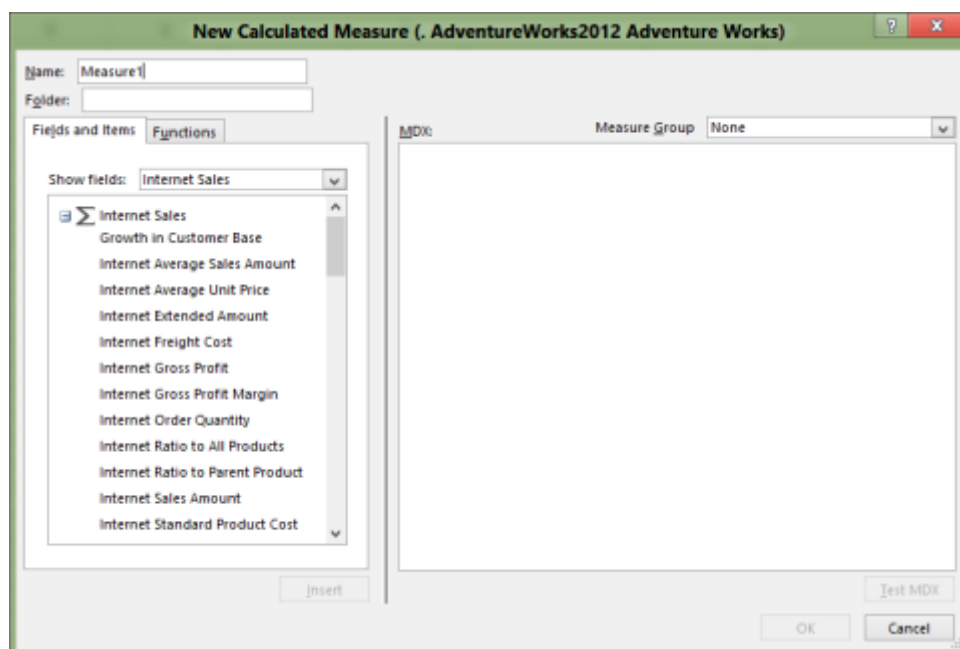 New Calculated Measure (. AdventureWorks2012 Adventure Works)
?
x
Name: Measure1
Folder:
Fields and Items Functions
MDX: Measure Group None
Show fields: Internet Sales
Internet Sales
Growth in Customer Base
Internet Average Sales Amount
Internet Average Unit Price
Internet Extended Amount
Internet Freight Cost
Internet Gross Profit
Internet Gross Profit Margin
Internet Order Quantity
Internet Ratio to All Products
Internet Ratio to Parent Product
Internet Sales Amount
Internet Standard Product Cost
Insert
Test MDX
OK Cancel